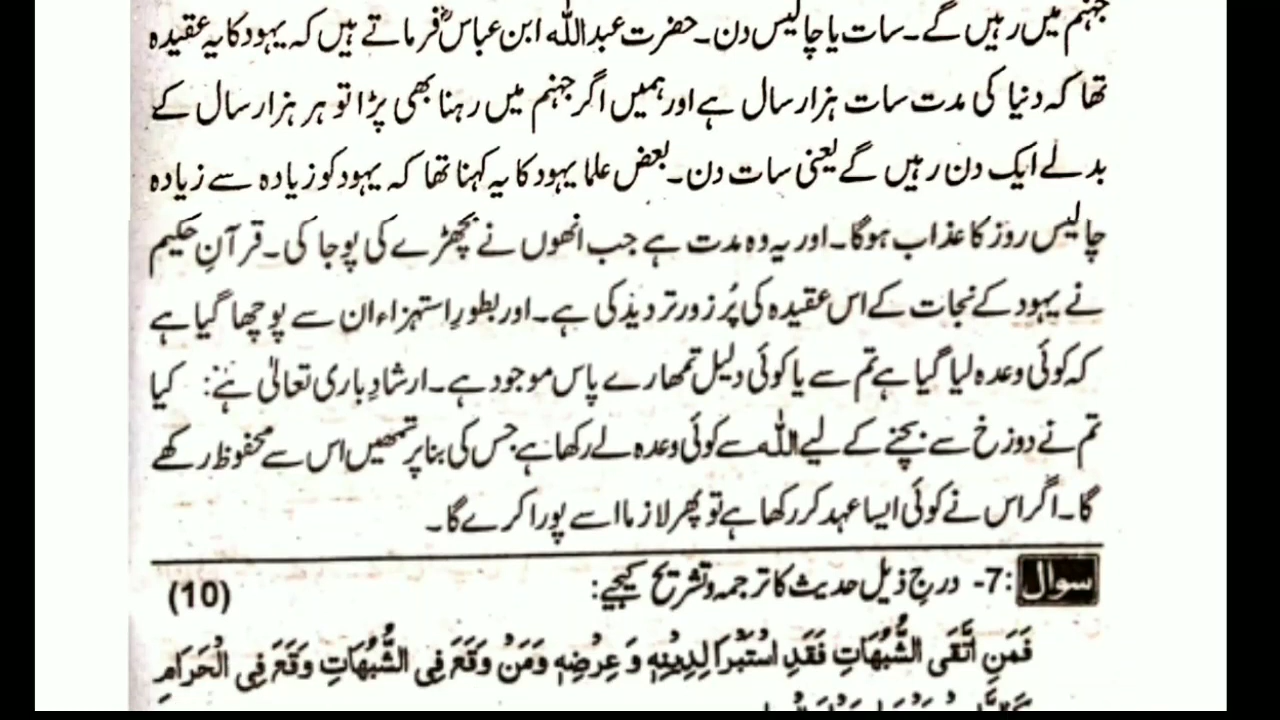 جہنم میں رہیں گے۔ سات یا چالیس دن۔ حضرت عبداللہ ابن عباسؓ فرماتے ہیں کہ یہود کا یہ عقیدہ
تھا کہ دنیا کی مدت سات ہزار سال ہے اور ہمیں اگر جہنم میں رہنا بھی پڑا تو ہر ہزار سال کے
بدلے ایک دن رہیں گے یعنی سات دن۔ بعض علما یہود کا یہ کہنا تھا کہ یہود کو زیادہ سے زیادہ
چالیس روز کا عذاب ہوگا۔ اور یہ وہ مدت ہے جب انھوں نے بچھڑے کی پوجا کی۔ قرآنِ حکیم
نے یہود کے نجات کے اس عقیدہ کی پُر زور تردید کی ہے۔ اور بطورِ استہزاء ان سے پوچھا گیا ہے
کہ کوئی وعدہ لیا گیا ہے تم سے یا کوئی دلیل تمھارے پاس موجود ہے۔ ارشادِ باری تعالیٰ ہے: کیا
تم نے دوزخ سے بچنے کے لیے اللہ سے کوئی وعدہ لے رکھا ہے جس کی بنا پر تمھیں اس سے محفوظ رکھے
گا۔ اگر اس نے کوئی ایسا عہد کر رکھا ہے تو پھر لازما اسے پورا کرے گا۔
سوال :7- درج ذیل حدیث کا ترجمہ و تشریح کیجیے: (10)
فَمَنِ اتَّقَى الشُّبُهَاتِ فَقَدِ اسْتَبْرَا لِدِيْنِهٖ وَ عِرْضِهٖ وَمَنْ وَقَعَ فِى الشُّبُهَاتِ وَقَعَ فِى الْحَرَامِ